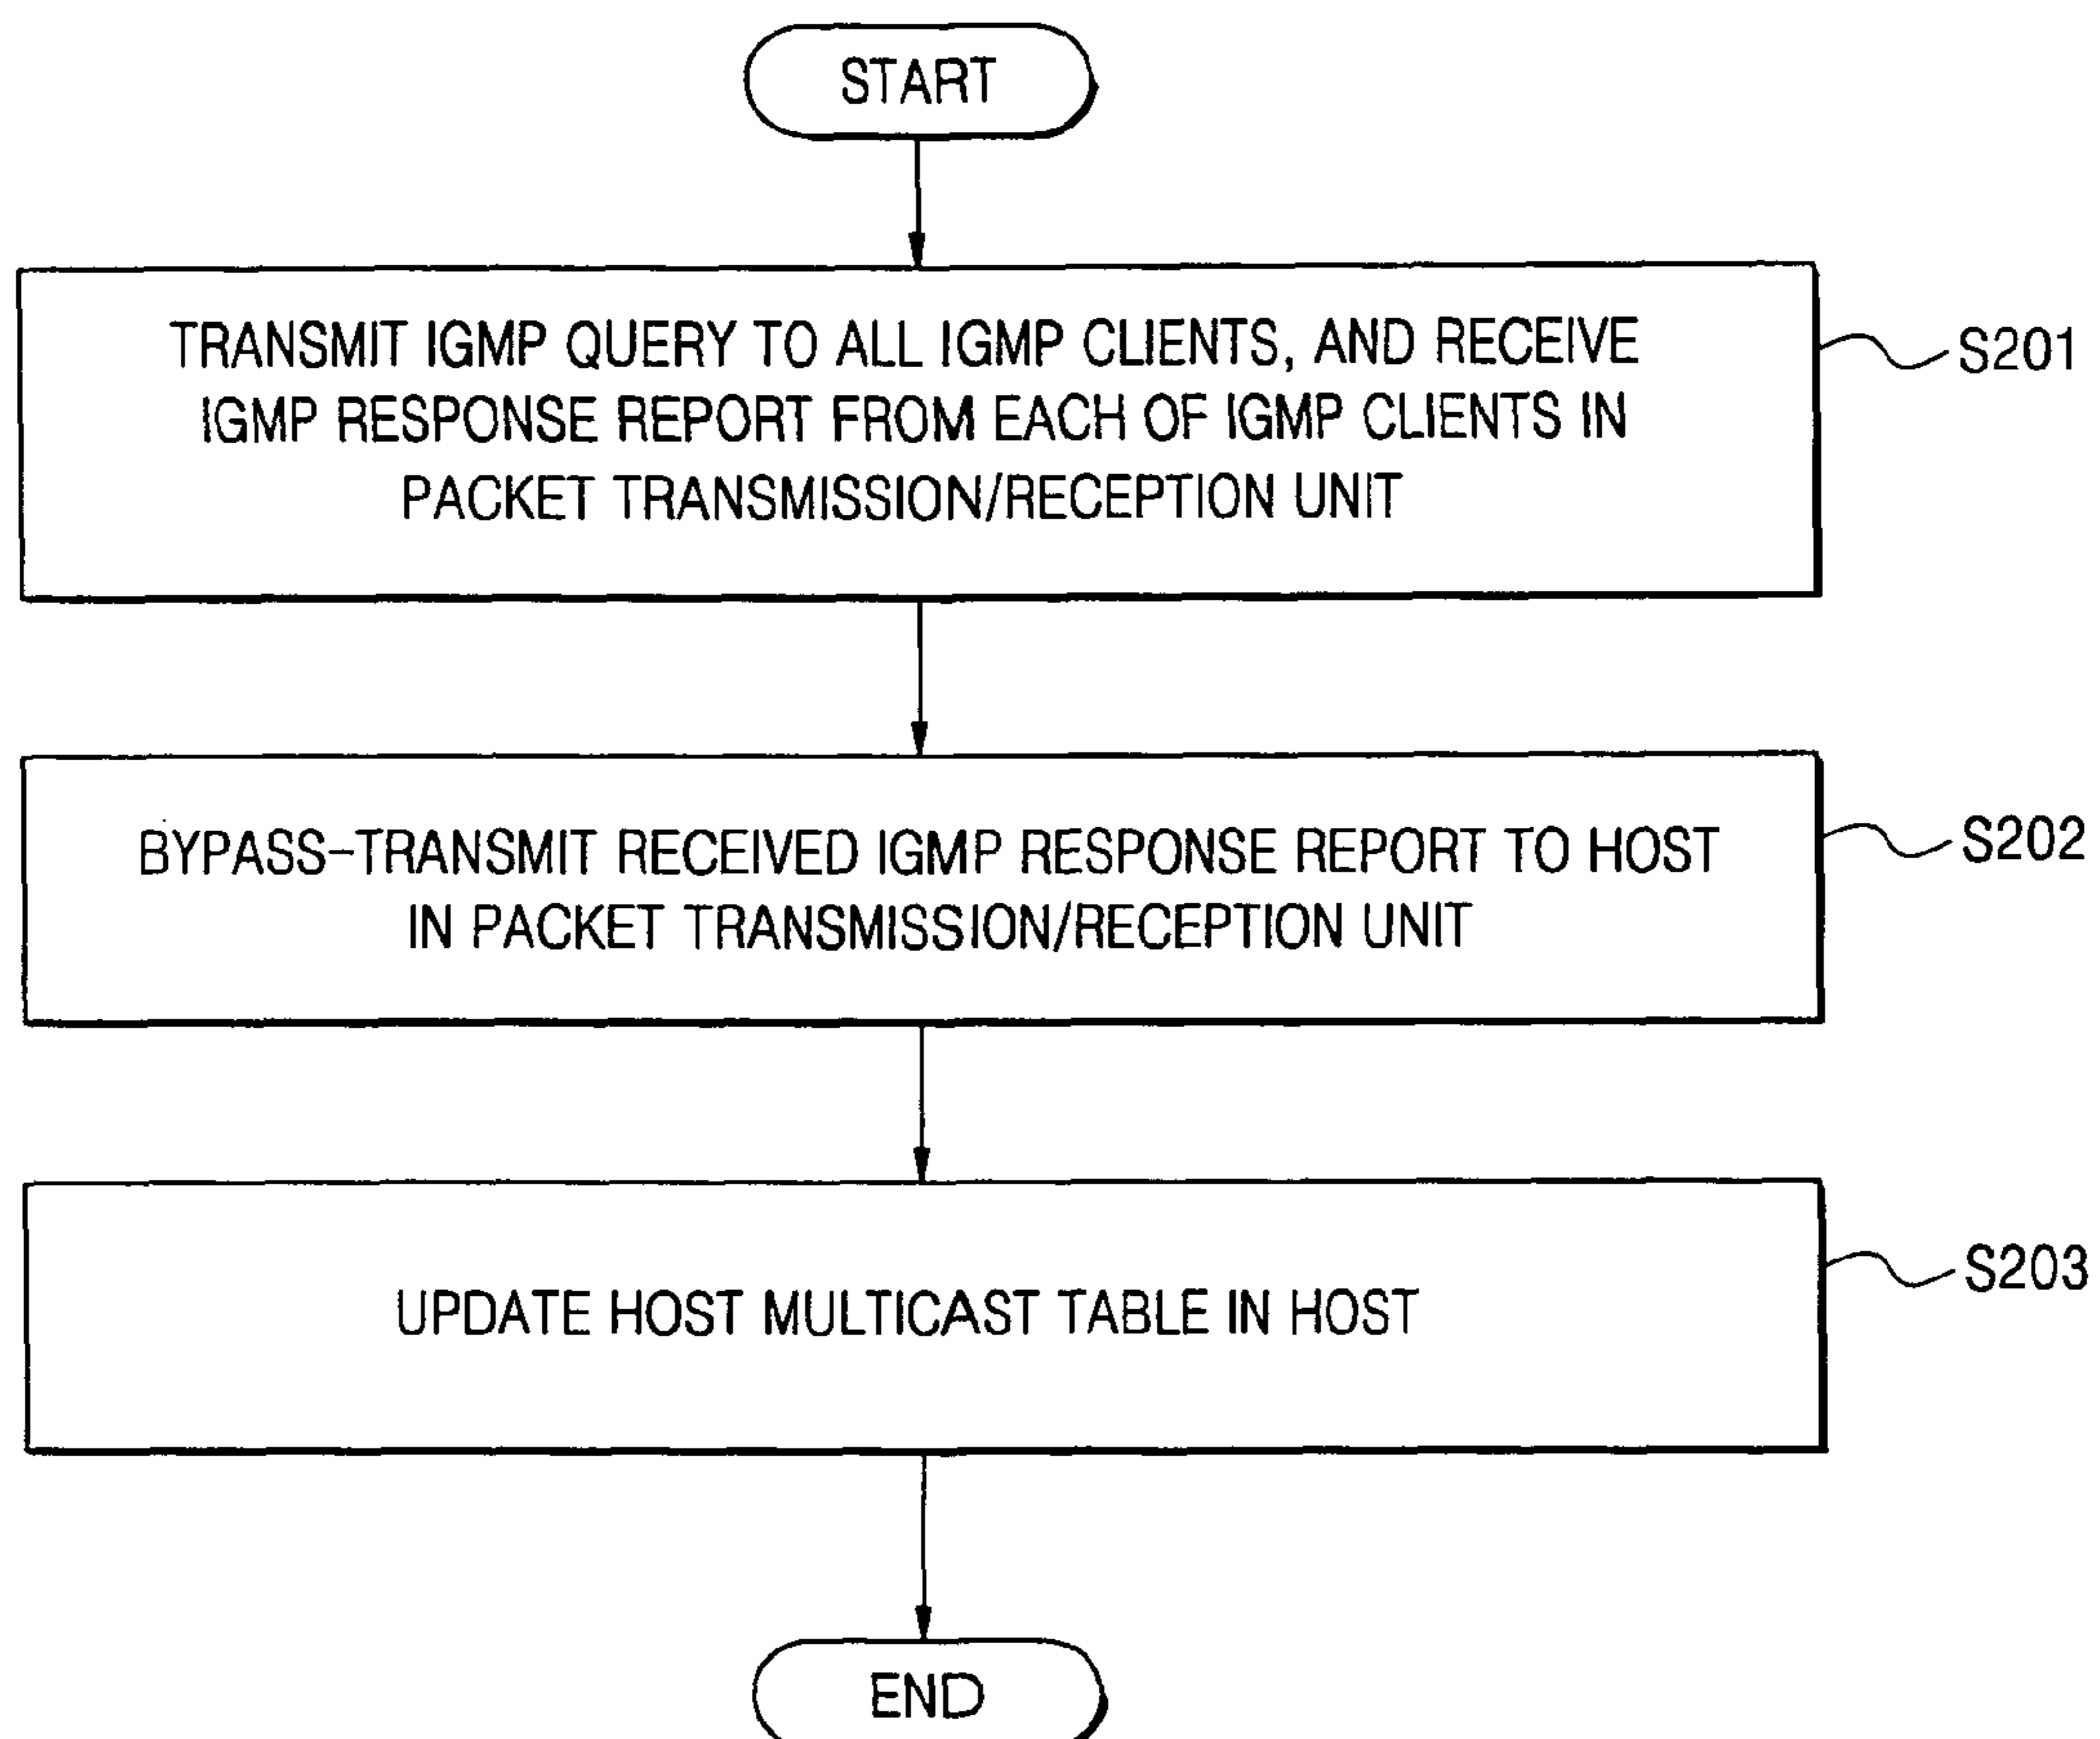 START
TRANSMIT IGMP QUERY TO ALL IGMP CLIENTS, AND RECEIVE
IGMP RESPONSE REPORT FROM EACH OF IGMP CLIENTS IN
PACKET TRANSMISSION/RECEPTION UNIT
S201
BYPASS-TRANSMIT RECEIVED IGMP RESPONSE REPORT TO HOST
IN PACKET TRANSMISSION/RECEPTION UNIT
S202
UPDATE HOST MULTICAST TABLE IN HOST
S203
END